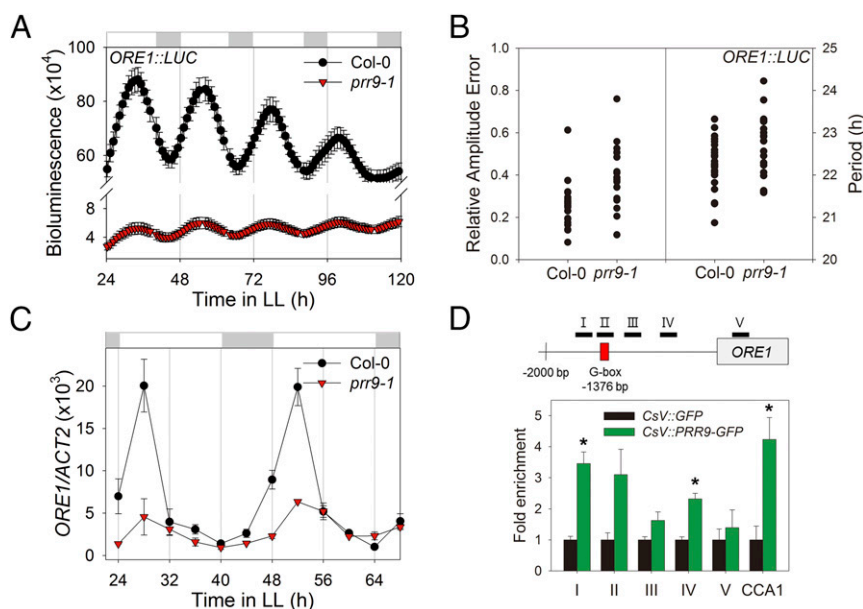 A
ORE1::LUC
Col-0
prr9-1
Bioluminescence (x10⁴)
100
80
60
8
4
24 48 72 96 120
Time in LL (h)
B
ORE1::LUC
Relative Amplitude Error
1.0
0.8
0.6
0.4
0.2
0.0
25
24
23
22
21
20
Period (h)
Col-0 prr9-1 Col-0 prr9-1
C
Col-0
prr9-1
ORE1/ACT2 (x10³)
20
15
10
5
0
24 32 40 48 56 64
Time in LL (h)
D
I II III IV V
ORE1
-2000 bp
G-box
-1376 bp
CsV::GFP
CsV::PRR9-GFP
Fold enrichment
5
4
3
2
1
0
* * *
I II III IV V CCA1